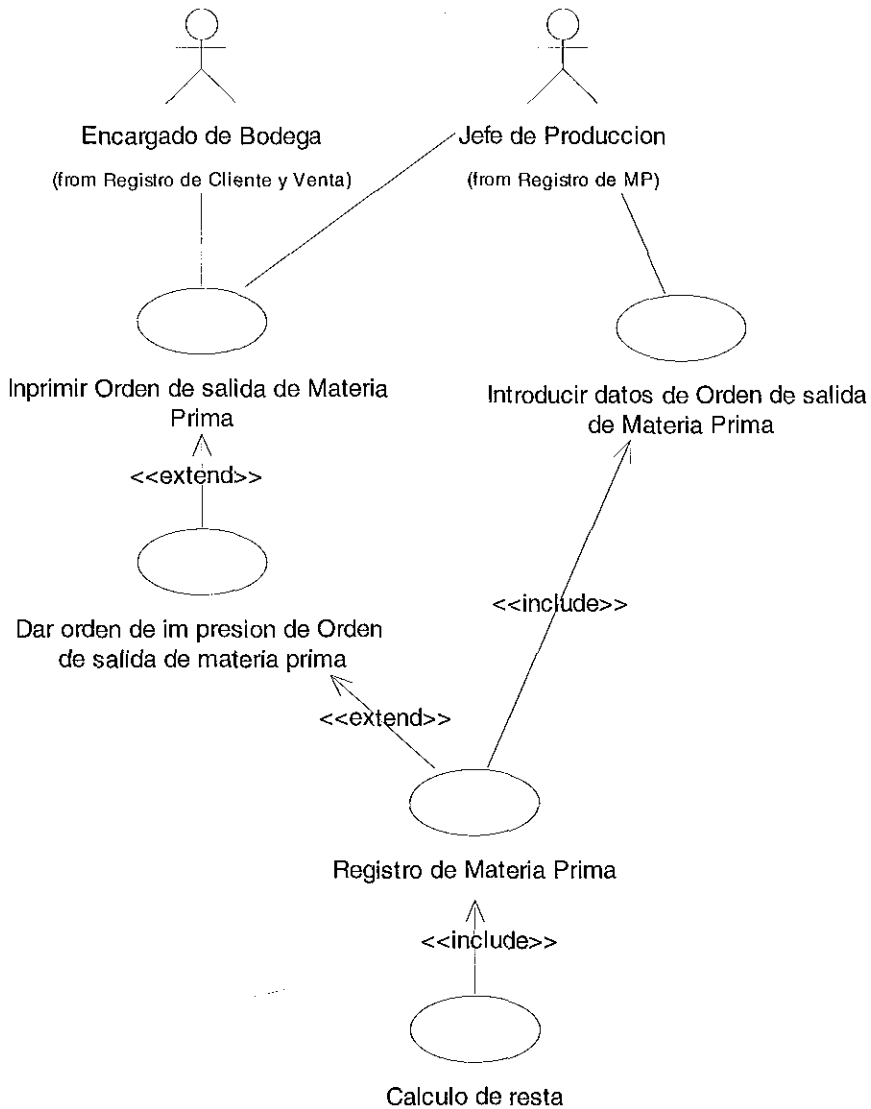 Encargado de Bodega
Jefe de Produccion
(from Registro de Cliente y Venta)
(from Registro de MP)
Inprimir Orden de salida de Materia
Prima
Introducir datos de Orden de salida
de Materia Prima
<<extend>>
Dar orden de im presion de Orden
de salida de materia prima
<<include>>
<<extend>>
Registro de Materia Prima
<<include>>
Calculo de resta